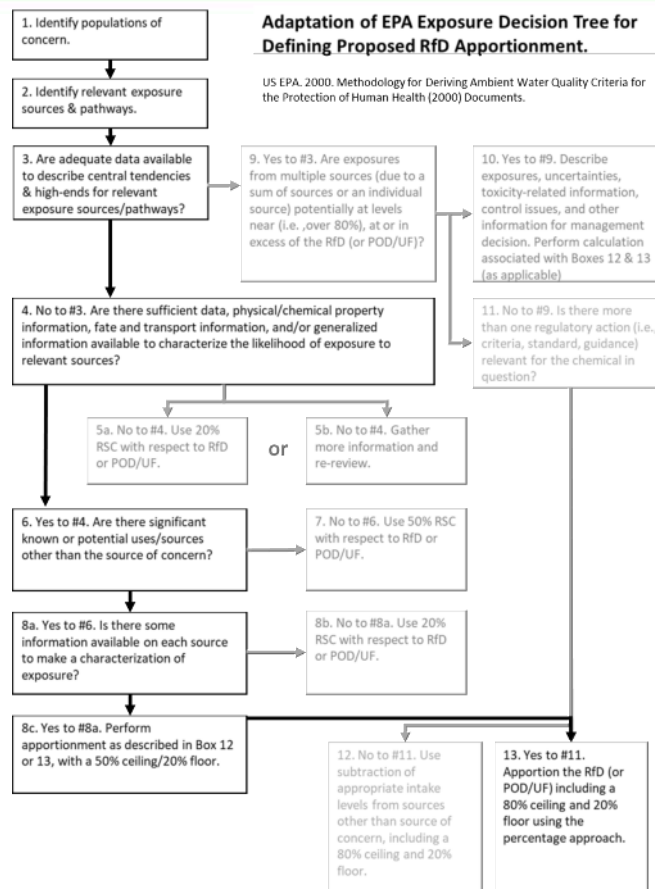 Adaptation of EPA Exposure Decision Tree for
Defining Proposed RfD Apportionment.
US EPA. 2000. Methodology for Deriving Ambient Water Quality Criteria for
the Protection of Human Health (2000) Documents.
1. Identify populations of
concern.
2. Identify relevant exposure
sources & pathways.
3. Are adequate data available
to describe central tendencies
& high-ends for relevant
exposure sources/pathways?
9. Yes to #3. Are exposures
from multiple sources (due to a
sum of sources or an individual
source) potentially at levels
near (i.e. ,over 80%), at or in
excess of the RfD (or POD/UF)?
10. Yes to #9. Describe
exposures, uncertainties,
toxicity-related information,
control issues, and other
information for management
decision. Perform calculation
associated with Boxes 12 & 13
(as applicable)
4. No to #3. Are there sufficient data, physical/chemical property
information, fate and transport information, and/or generalized
information available to characterize the likelihood of exposure to
relevant sources?
11. No to #9. Is there more
than one regulatory action (i.e.,
criteria, standard, guidance)
relevant for the chemical in
question?
5a. No to #4. Use 20%
RSC with respect to RfD
or POD/UF.
or
5b. No to #4. Gather
more information and
re-review.
6. Yes to #4. Are there significant
known or potential uses/sources
other than the source of concern?
7. No to #6. Use 50% RSC
with respect to RfD or
POD/UF.
8a. Yes to #6. Is there some
information available on each source
to make a characterization of
exposure?
8b. No to #8a. Use 20%
RSC with respect to RfD
or POD/UF.
8c. Yes to #8a. Perform
apportionment as described in Box 12
or 13, with a 50% ceiling/20% floor.
12. No to #11. Use
subtraction of
appropriate intake
levels from sources
other than source of
concern, including a
80% ceiling and 20%
floor.
13. Yes to #11.
Apportion the RfD (or
POD/UF) including a
80% ceiling and 20%
floor using the
percentage approach.